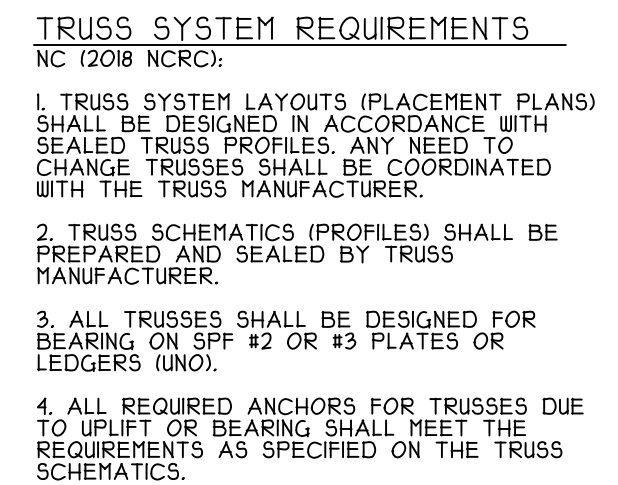 TRUSS SYSTEM REQUIREMENTS
NC (2018 NCRC):
1. TRUSS SYSTEM LAYOUTS (PLACEMENT PLANS)
SHALL BE DESIGNED IN ACCORDANCE WITH
SEALED TRUSS PROFILES. ANY NEED TO
CHANGE TRUSSES SHALL BE COORDINATED
WITH THE TRUSS MANUFACTURER.
2. TRUSS SCHEMATICS (PROFILES) SHALL BE
PREPARED AND SEALED BY TRUSS
MANUFACTURER.
3. ALL TRUSSES SHALL BE DESIGNED FOR
BEARING ON SPF #2 OR #3 PLATES OR
LEDGERS (UNO).
4. ALL REQUIRED ANCHORS FOR TRUSSES DUE
TO UPLIFT OR BEARING SHALL MEET THE
REQUIREMENTS AS SPECIFIED ON THE TRUSS
SCHEMATICS.